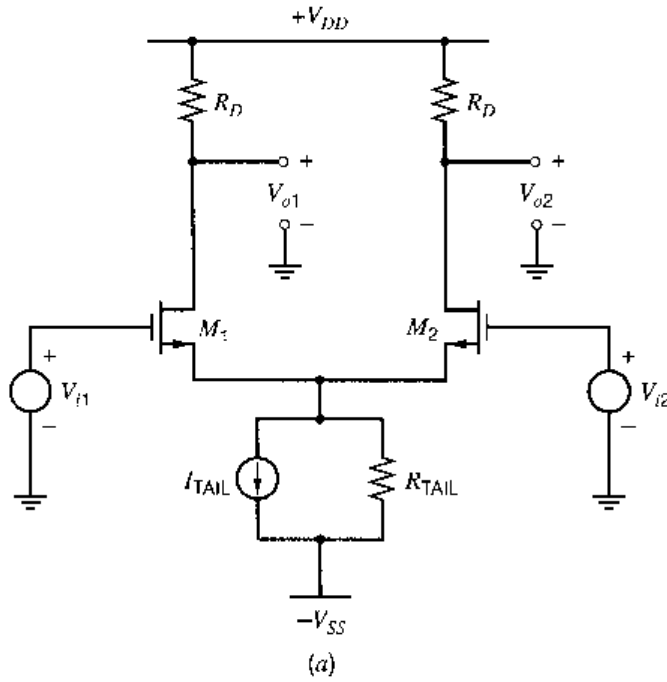 +V_DD
R_D
R_D
+
+
V_o1
V_o2
−
−
M_1
M_2
+
+
V_i1
V_i2
−
−
I_TAIL
R_TAIL
−V_SS
(a)